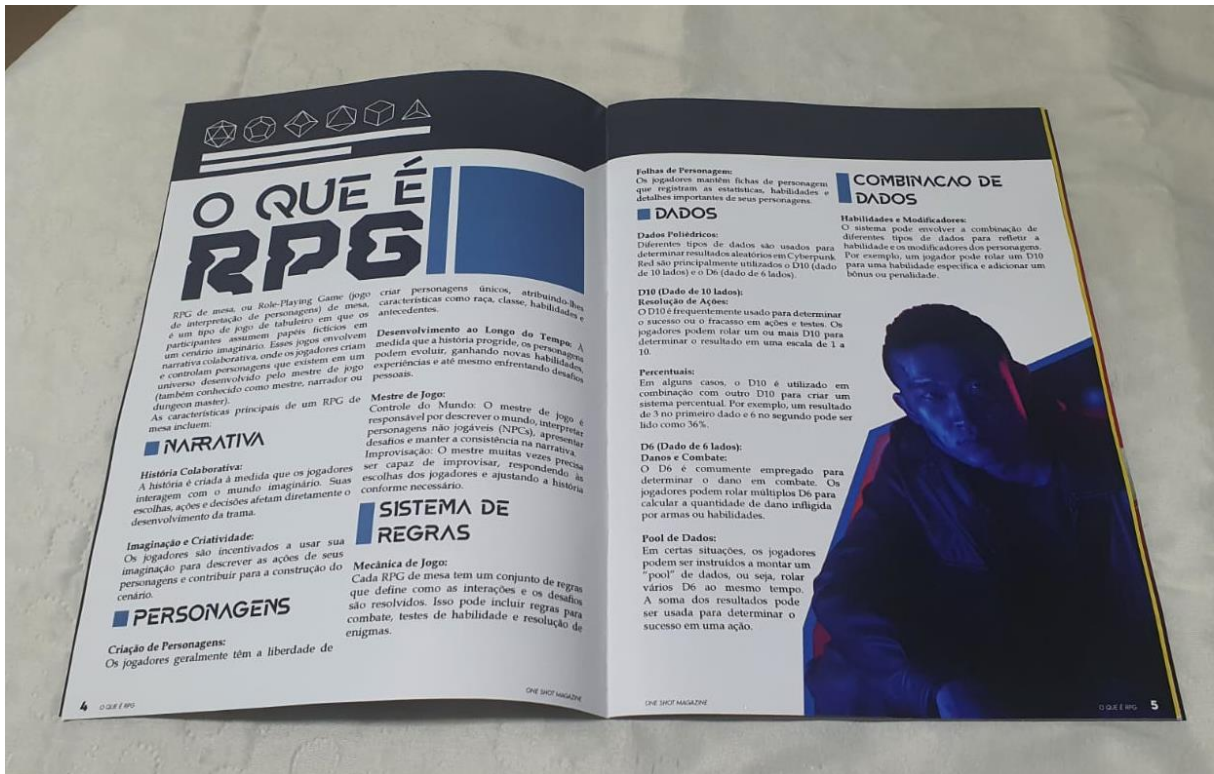 O QUE É
RPG
RPG de mesa, ou Role-Playing Game (jogo
de interpretação de personagens) de mesa,
é um tipo de jogo de tabuleiro em que os
participantes assumem papéis fictícios em
um cenário imaginário. Esses jogos envolvem
narrativa colaborativa, onde os jogadores criam
e controlam personagens que existem em um
universo desenvolvido pelo mestre de jogo
(também conhecido como mestre, narrador ou
dungeon master).
As características principais de um RPG de
mesa incluem:
NARRATIVA
História Colaborativa:
A história é criada à medida que os jogadores
interagem com o mundo imaginário. Suas
escolhas, ações e decisões afetam diretamente o
desenvolvimento da trama.
Imaginação e Criatividade:
Os jogadores são incentivados a usar sua
imaginação para descrever as ações de seus
personagens e contribuir para a construção do
cenário.
PERSONAGENS
Criação de Personagens:
Os jogadores geralmente têm a liberdade de
criar personagens únicos, atribuindo-lhes
características como raça, classe, habilidades e
antecedentes.
Desenvolvimento ao Longo do Tempo: À
medida que a história progride, os personagens
podem evoluir, ganhando novas habilidades,
experiências e até mesmo enfrentando desafios
pessoais.
Mestre de Jogo:
Controle do Mundo: O mestre de jogo é
responsável por descrever o mundo, interpretar
personagens não jogáveis (NPCs), apresentar
desafios e manter a consistência na narrativa.
Improvisação: O mestre muitas vezes precisa
ser capaz de improvisar, respondendo às
escolhas dos jogadores e ajustando a história
conforme necessário.
SISTEMA DE
REGRAS
Mecânica de Jogo:
Cada RPG de mesa tem um conjunto de regras
que define como as interações e os desafios
são resolvidos. Isso pode incluir regras para
combate, testes de habilidade e resolução de
enigmas.
4 O QUE É RPG
ONE SHOT MAGAZINE
Folhas de Personagem:
Os jogadores mantêm fichas de personagem
que registram as estatísticas, habilidades e
detalhes importantes de seus personagens.
DADOS
Dados Poliédricos:
Diferentes tipos de dados são usados para
determinar resultados aleatórios em Cyberpunk
Red são principalmente utilizados o D10 (dado
de 10 lados) e o D6 (dado de 6 lados).
D10 (Dado de 10 lados):
Resolução de Ações:
O D10 é frequentemente usado para determinar
o sucesso ou o fracasso em ações e testes. Os
jogadores podem rolar um ou mais D10 para
determinar o resultado em uma escala de 1 a
10.
Percentuais:
Em alguns casos, o D10 é utilizado em
combinação com outro D10 para criar um
sistema percentual. Por exemplo, um resultado
de 3 no primeiro dado e 6 no segundo pode ser
lido como 36%.
D6 (Dado de 6 lados):
Danos e Combate:
O D6 é comumente empregado para
determinar o dano em combate. Os
jogadores podem rolar múltiplos D6 para
calcular a quantidade de dano infligida
por armas ou habilidades.
Pool de Dados:
Em certas situações, os jogadores
podem ser instruídos a montar um
"pool" de dados, ou seja, rolar
vários D6 ao mesmo tempo.
A soma dos resultados pode
ser usada para determinar o
sucesso em uma ação.
COMBINACAO DE
DADOS
Habilidades e Modificadores:
O sistema pode envolver a combinação de
diferentes tipos de dados para refletir a
habilidade e os modificadores dos personagens.
Por exemplo, um jogador pode rolar um D10
para uma habilidade específica e adicionar um
bônus ou penalidade.
ONE SHOT MAGAZINE
O QUE É RPG 5